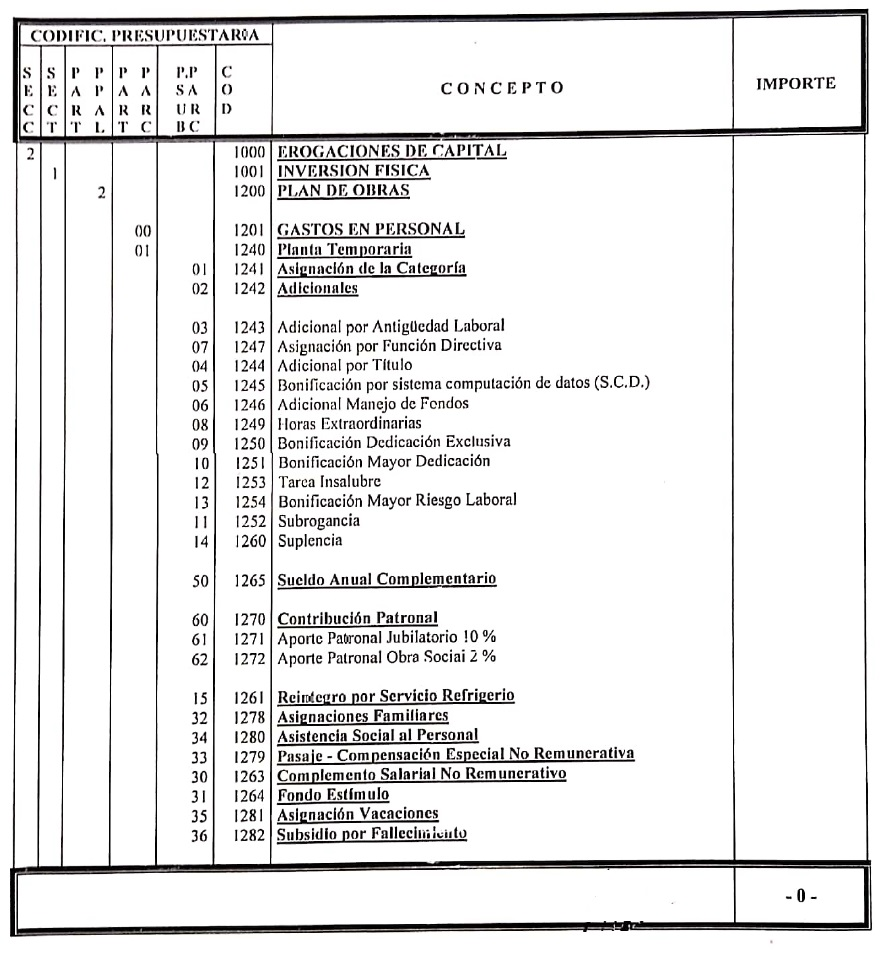 CODIFIC. PRESUPUESTARIA
SECC SECT PART PPAL PART PARC P.P SA UR BC COD CONCEPTO IMPORTE
2 1000 EROGACIONES DE CAPITAL
1 1001 INVERSION FISICA
2 1200 PLAN DE OBRAS
00 1201 GASTOS EN PERSONAL
01 1240 Planta Temporaria
01 1241 Asignación de la Categoría
02 1242 Adicionales
03 1243 Adicional por Antigüedad Laboral
07 1247 Asignación por Función Directiva
04 1244 Adicional por Título
05 1245 Bonificación por sistema computación de datos (S.C.D.)
06 1246 Adicional Manejo de Fondos
08 1249 Horas Extraordinarias
09 1250 Bonificación Dedicación Exclusiva
10 1251 Bonificación Mayor Dedicación
12 1253 Tarea Insalubre
13 1254 Bonificación Mayor Riesgo Laboral
11 1252 Subrogancia
14 1260 Suplencia
50 1265 Sueldo Anual Complementario
60 1270 Contribución Patronal
61 1271 Aporte Patronal Jubilatorio 10 %
62 1272 Aporte Patronal Obra Social 2 %
15 1261 Reintegro por Servicio Refrigerio
32 1278 Asignaciones Familiares
34 1280 Asistencia Social al Personal
33 1279 Pasaje - Compensación Especial No Remunerativa
30 1263 Complemento Salarial No Remunerativo
31 1264 Fondo Estímulo
35 1281 Asignación Vacaciones
36 1282 Subsidio por Fallecimiento
- 0 -